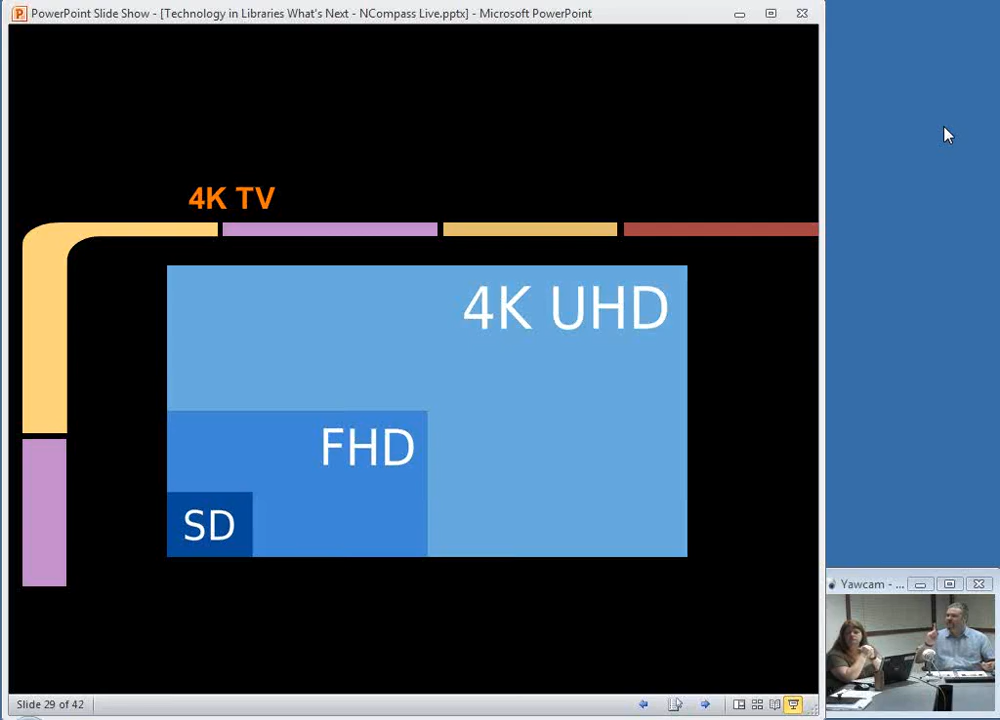 PowerPoint Slide Show - [Technology in Libraries What's Next - NCompass Live.pptx] - Microsoft PowerPoint
4K TV
4K UHD
FHD
SD
Yawcam - ...
Slide 29 of 42